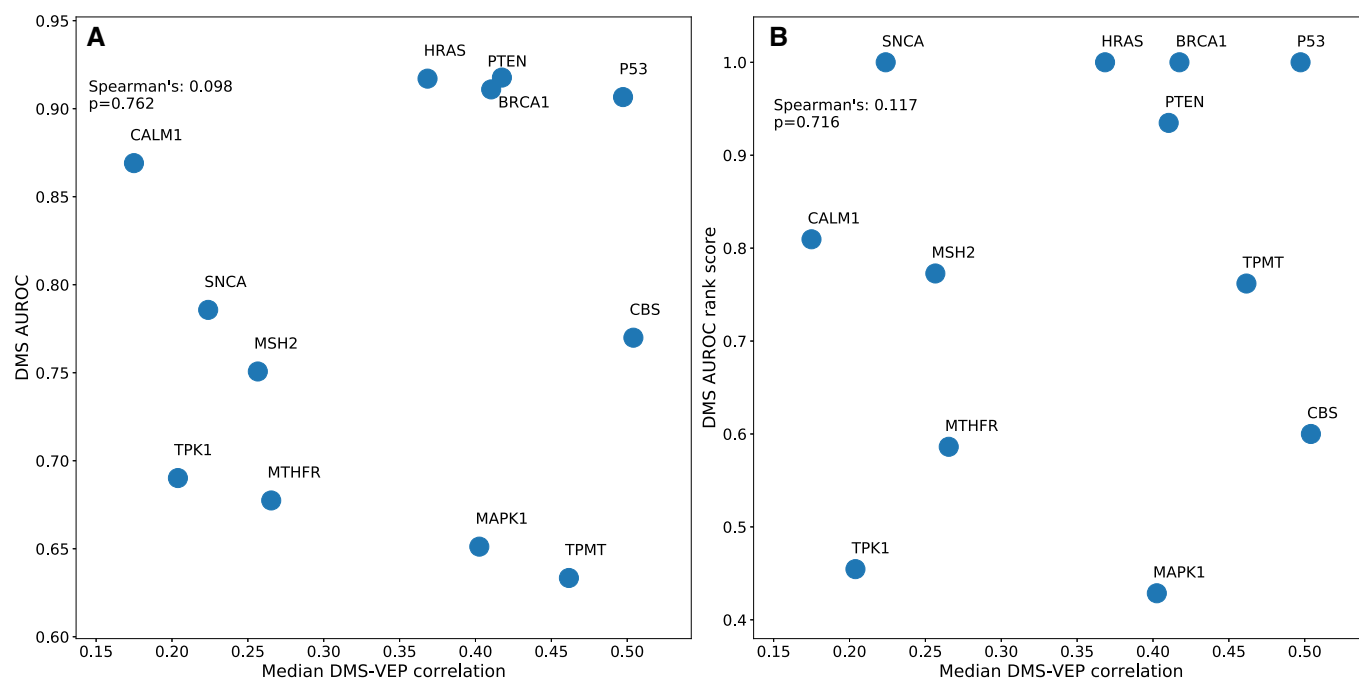 A
Spearman's: 0.098
p=0.762
HRAS
PTEN
BRCA1
P53
CALM1
SNCA
MSH2
CBS
TPK1
MTHFR
MAPK1
TPMT
0.95
0.90
0.85
0.80
0.75
0.70
0.65
0.60
DMS AUROC
0.15 0.20 0.25 0.30 0.35 0.40 0.45 0.50
Median DMS-VEP correlation
B
Spearman's: 0.117
p=0.716
SNCA
HRAS
BRCA1
P53
PTEN
CALM1
MSH2
TPMT
MTHFR
CBS
TPK1
MAPK1
1.0
0.9
0.8
0.7
0.6
0.5
0.4
DMS AUROC rank score
0.15 0.20 0.25 0.30 0.35 0.40 0.45 0.50
Median DMS-VEP correlation